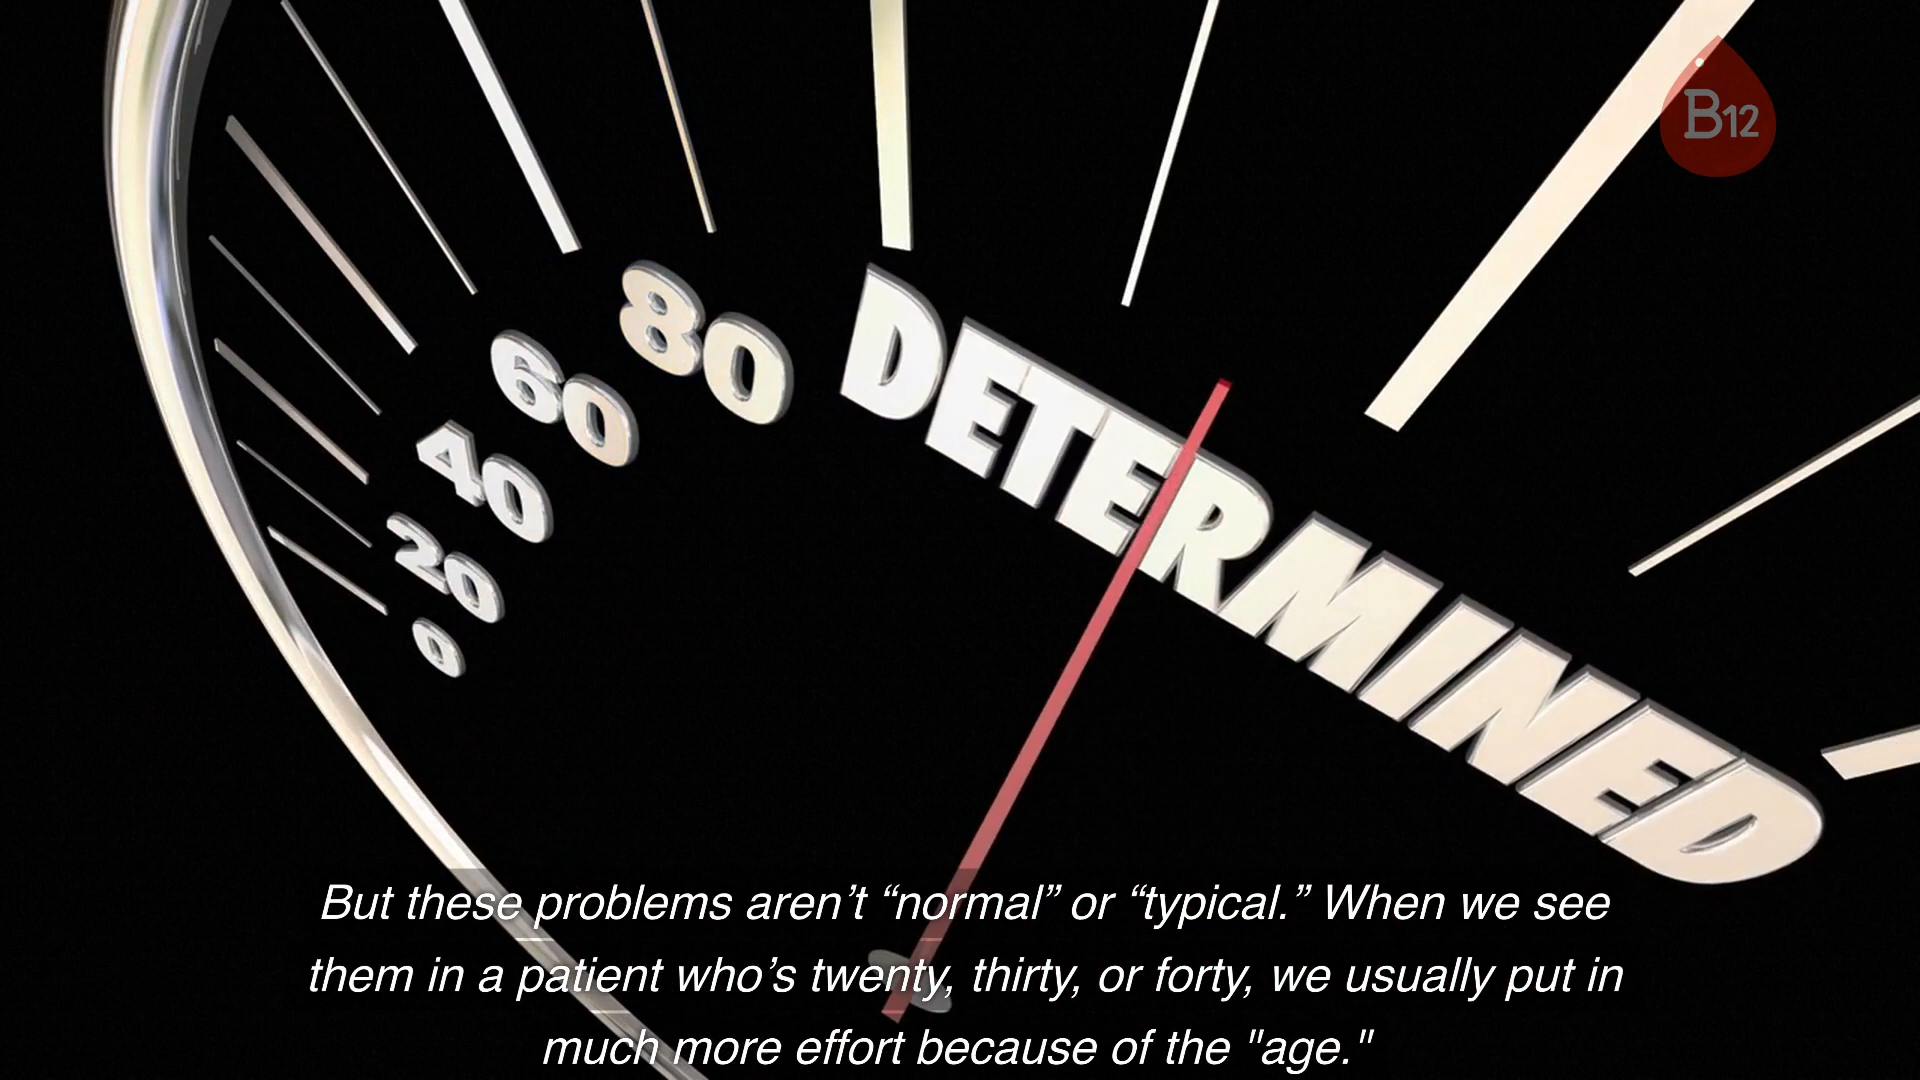 B12
80
DETERMINED
60
40
20
0
But these problems aren’t “normal” or “typical.” When we see
them in a patient who’s twenty, thirty, or forty, we usually put in
much more effort because of the "age."